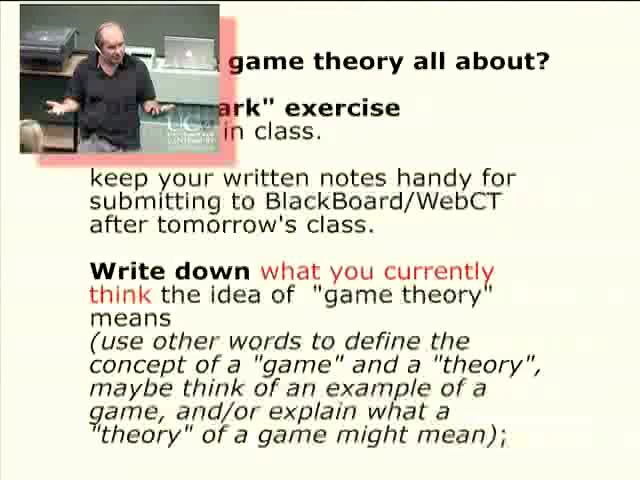 game theory all about?
ark" exercise
in class.
keep your written notes handy for
submitting to BlackBoard/WebCT
after tomorrow's class.
Write down what you currently
think the idea of "game theory"
means
(use other words to define the
concept of a "game" and a "theory",
maybe think of an example of a
game, and/or explain what a
"theory" of a game might mean);